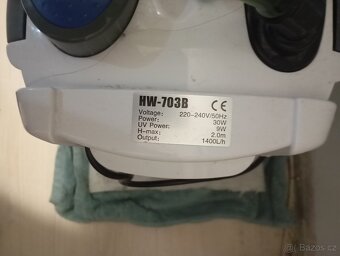 HW-703B CE
Voltage: 220-240V/50Hz
Power: 30W
UV Power: 9W
H-max: 2.0m
Output: 1400L/h
Bazos.cz